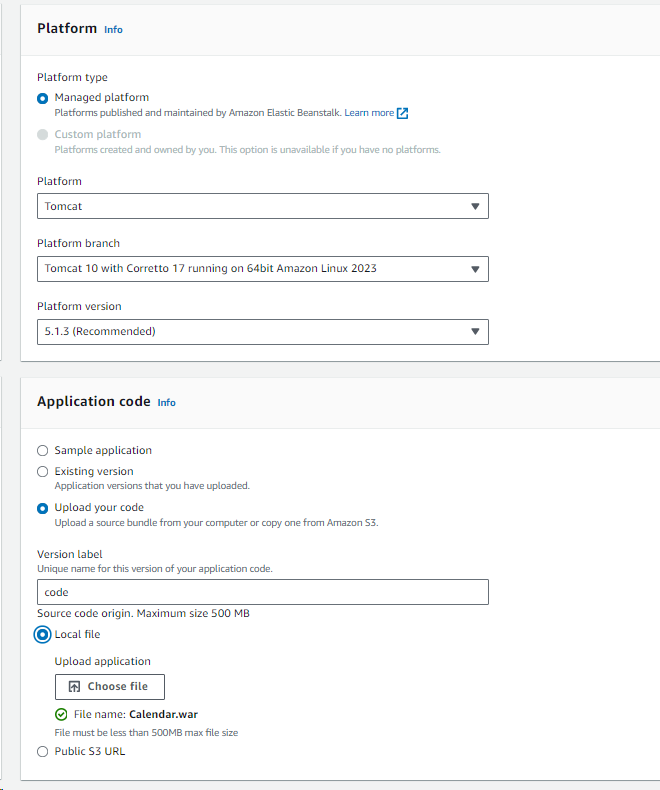 Platform Info
Platform type
Managed platform
Platforms published and maintained by Amazon Elastic Beanstalk. Learn more
Custom platform
Platforms created and owned by you. This option is unavailable if you have no platforms.
Platform
Tomcat
Platform branch
Tomcat 10 with Corretto 17 running on 64bit Amazon Linux 2023
Platform version
5.1.3 (Recommended)
Application code Info
Sample application
Existing version
Application versions that you have uploaded.
Upload your code
Upload a source bundle from your computer or copy one from Amazon S3.
Version label
Unique name for this version of your application code.
code
Source code origin. Maximum size 500 MB
Local file
Upload application
Choose file
File name: Calendar.war
File must be less than 500MB max file size
Public S3 URL